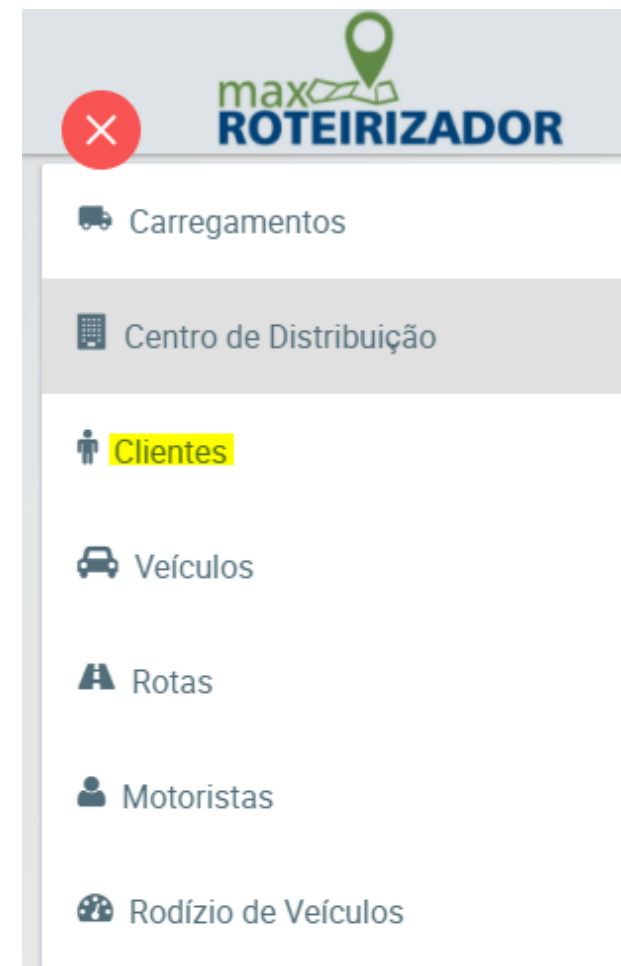 max
ROTEIRIZADOR
Carregamentos
Centro de Distribuição
Clientes
Veículos
Rotas
Motoristas
Rodízio de Veículos